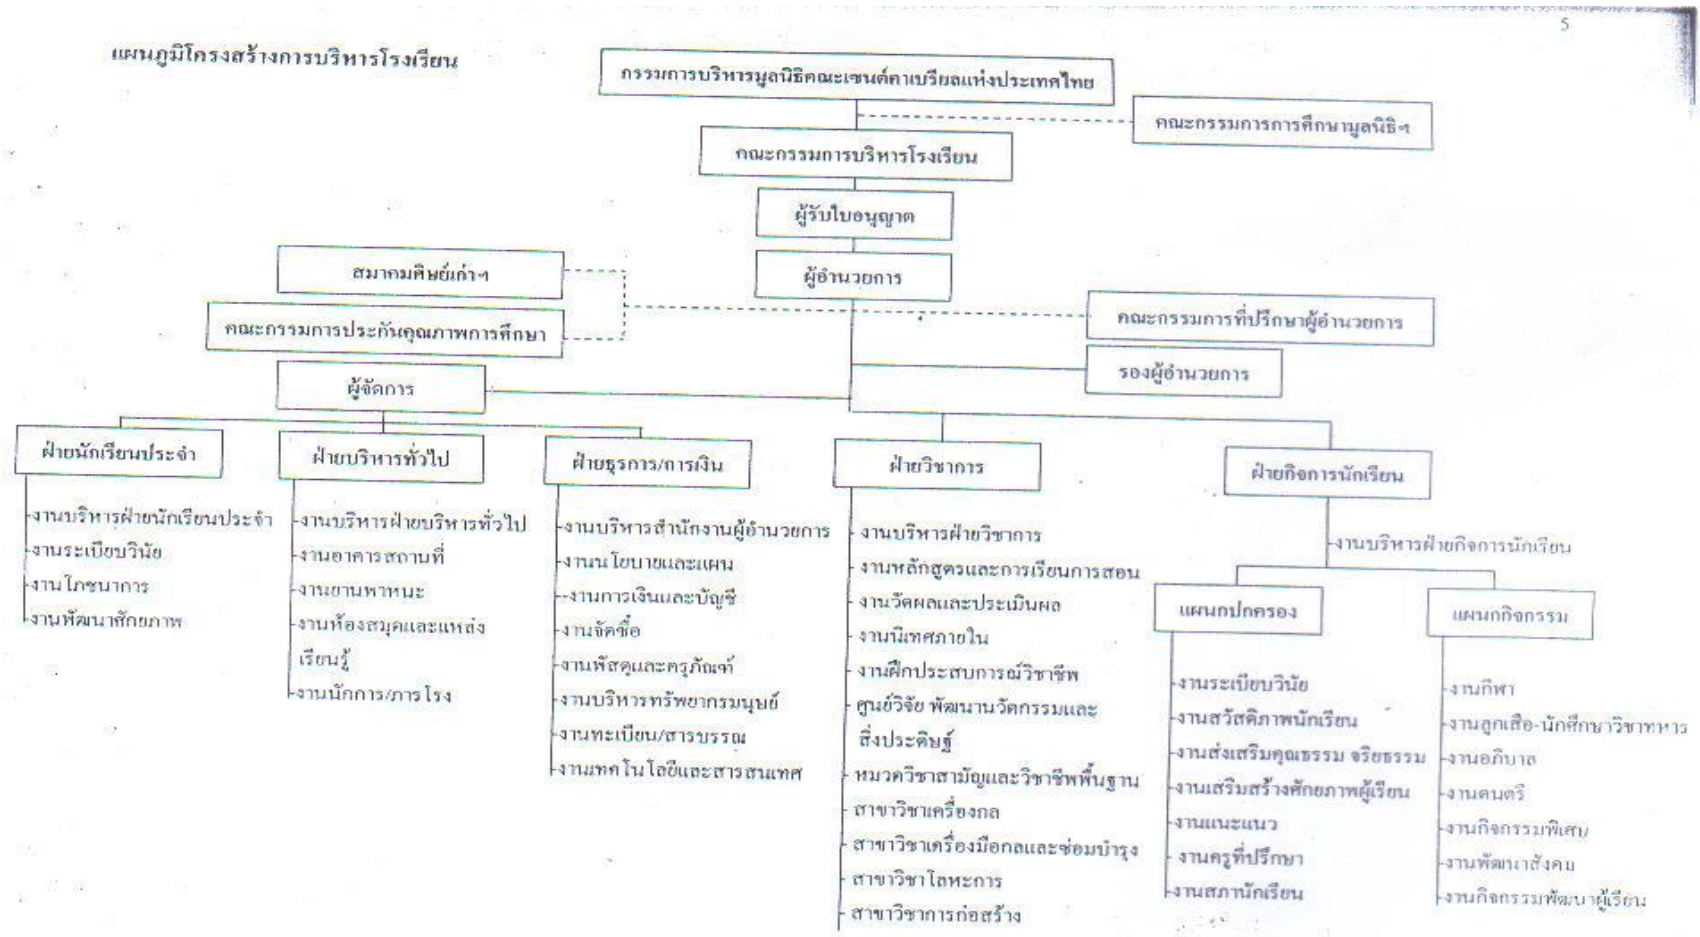 5
แผนภูมิโครงสร้างการบริหารโรงเรียน
กรรมการบริหารมูลนิธิคณะเซนต์คาเบรียลแห่งประเทศไทย
คณะกรรมการการศึกษามูลนิธิฯ
คณะกรรมการบริหารโรงเรียน
ผู้รับใบอนุญาต
ผู้อำนวยการ
สมาคมศิษย์เก่าฯ
คณะกรรมการประกันคุณภาพการศึกษา
คณะกรรมการที่ปรึกษาผู้อำนวยการ
รองผู้อำนวยการ
ผู้จัดการ
ฝ่ายนักเรียนประจำ
-งานบริหารฝ่ายนักเรียนประจำ
-งานระเบียบวินัย
-งานโภชนาการ
-งานพัฒนาศักยภาพ
ฝ่ายบริหารทั่วไป
-งานบริหารฝ่ายบริหารทั่วไป
-งานอาคารสถานที่
-งานยานพาหนะ
-งานห้องสมุดและแหล่ง
เรียนรู้
-งานนักการ/ภารโรง
ฝ่ายธุรการ/การเงิน
-งานบริหารสำนักงานผู้อำนวยการ
-งานนโยบายและแผน
--งานการเงินและบัญชี
-งานจัดซื้อ
-งานพัสดุและครุภัณฑ์
-งานบริหารทรัพยากรมนุษย์
-งานทะเบียน/สารบรรณ
-งานเทคโนโลยีและสารสนเทศ
ฝ่ายวิชาการ
- งานบริหารฝ่ายวิชาการ
- งานหลักสูตรและการเรียนการสอน
- งานวัดผลและประเมินผล
- งานนิเทศภายใน
- งานฝึกประสบการณ์วิชาชีพ
- ศูนย์วิจัย พัฒนานวัตกรรมและ
สิ่งประดิษฐ์
- หมวดวิชาสามัญและวิชาชีพพื้นฐาน
- สาขาวิชาเครื่องกล
- สาขาวิชาเครื่องมือกลและซ่อมบำรุง
- สาขาวิชาโลหะการ
- สาขาวิชาการก่อสร้าง
ฝ่ายกิจการนักเรียน
-งานบริหารฝ่ายกิจการนักเรียน
แผนกปกครอง
-งานระเบียบวินัย
-งานสวัสดิภาพนักเรียน
-งานส่งเสริมคุณธรรม จริยธรรม
-งานเสริมสร้างศักยภาพผู้เรียน
-งานแนะแนว
-งานครูที่ปรึกษา
-งานสภานักเรียน
แผนกกิจกรรม
-งานกีฬา
-งานลูกเสือ-นักศึกษาวิชาทหาร
-งานอภิบาล
-งานดนตรี
-งานกิจกรรมพิเศษ
-งานพัฒนาสังคม
-งานกิจกรรมพัฒนาผู้เรียน